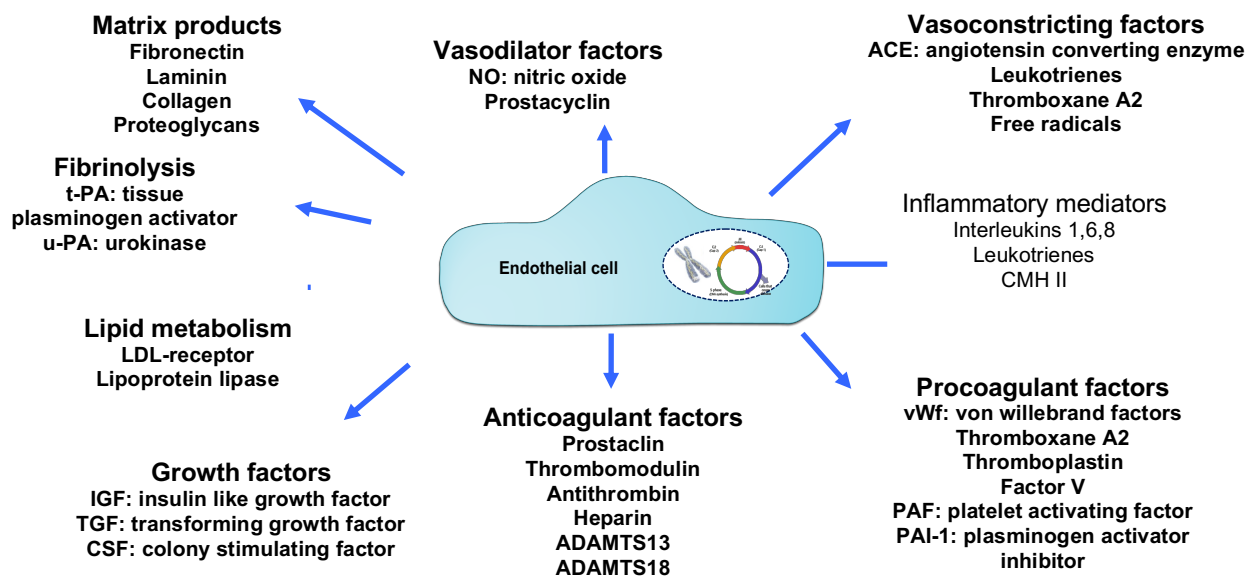 Matrix products
Fibronectin
Laminin
Collagen
Proteoglycans
Vasodilator factors
NO: nitric oxide
Prostacyclin
Vasoconstricting factors
ACE: angiotensin converting enzyme
Leukotrienes
Thromboxane A2
Free radicals
Fibrinolysis
t-PA: tissue
plasminogen activator
u-PA: urokinase
Endothelial cell
Inflammatory mediators
Interleukins 1,6,8
Leukotrienes
CMH II
Lipid metabolism
LDL-receptor
Lipoprotein lipase
Growth factors
IGF: insulin like growth factor
TGF: transforming growth factor
CSF: colony stimulating factor
Anticoagulant factors
Prostaclin
Thrombomodulin
Antithrombin
Heparin
ADAMTS13
ADAMTS18
Procoagulant factors
vWf: von willebrand factors
Thromboxane A2
Thromboplastin
Factor V
PAF: platelet activating factor
PAI-1: plasminogen activator
inhibitor